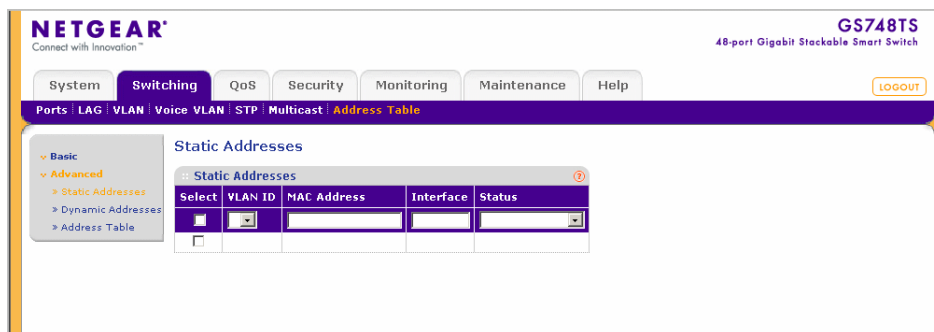 NETGEAR®
Connect with Innovation™
GS748TS
48-port Gigabit Stackable Smart Switch
System Switching QoS Security Monitoring Maintenance Help
LOGOUT
Ports LAG VLAN Voice VLAN STP Multicast Address Table
Basic
Advanced
» Static Addresses
» Dynamic Addresses
» Address Table
Static Addresses
Static Addresses ?
Select VLAN ID MAC Address Interface Status